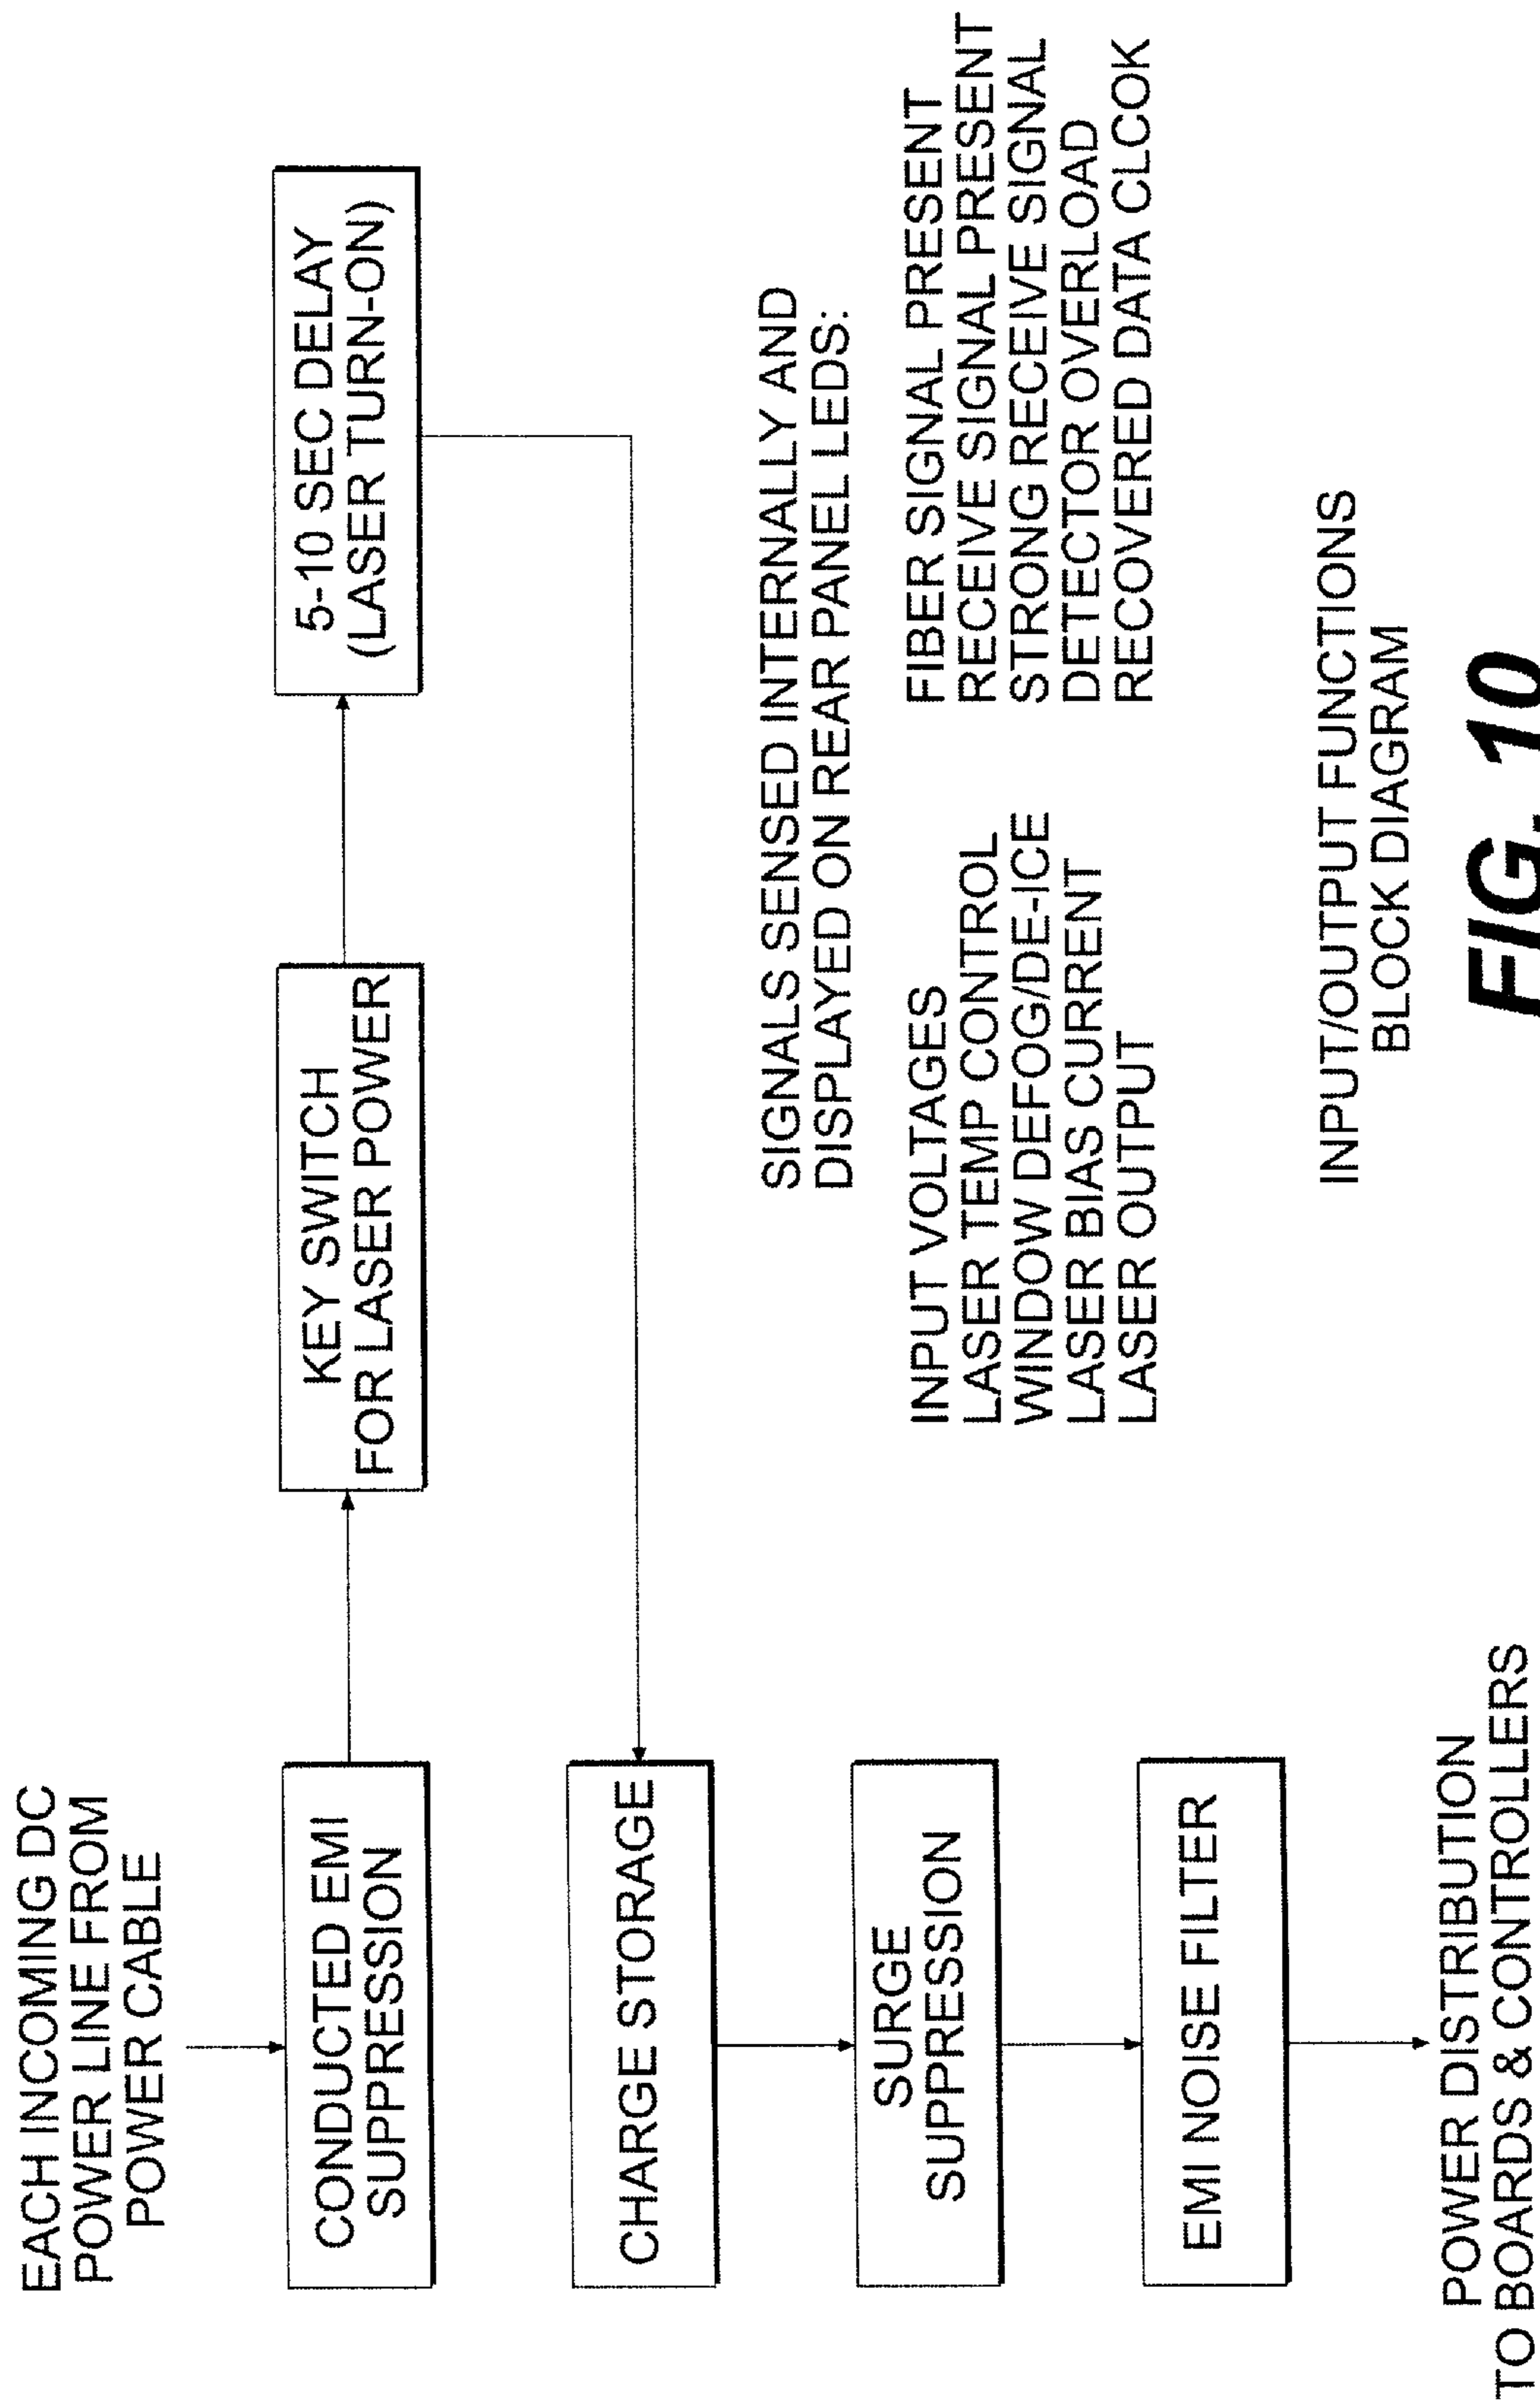 EACH INCOMING DC
POWER LINE FROM
POWER CABLE
CONDUCTED EMI
SUPPRESSION
KEY SWITCH
FOR LASER POWER
5-10 SEC DELAY
(LASER TURN-ON)
CHARGE STORAGE
SURGE
SUPPRESSION
EMI NOISE FILTER
POWER DISTRIBUTION
TO BOARDS & CONTROLLERS
SIGNALS SENSED INTERNALLY AND
DISPLAYED ON REAR PANEL LEDS:
INPUT VOLTAGES
LASER TEMP CONTROL
WINDOW DEFOG/DE-ICE
LASER BIAS CURRENT
LASER OUTPUT
FIBER SIGNAL PRESENT
RECEIVE SIGNAL PRESENT
STRONG RECEIVE SIGNAL
DETECTOR OVERLOAD
RECOVERED DATA CLCOK
INPUT/OUTPUT FUNCTIONS
BLOCK DIAGRAM
FIG. 10